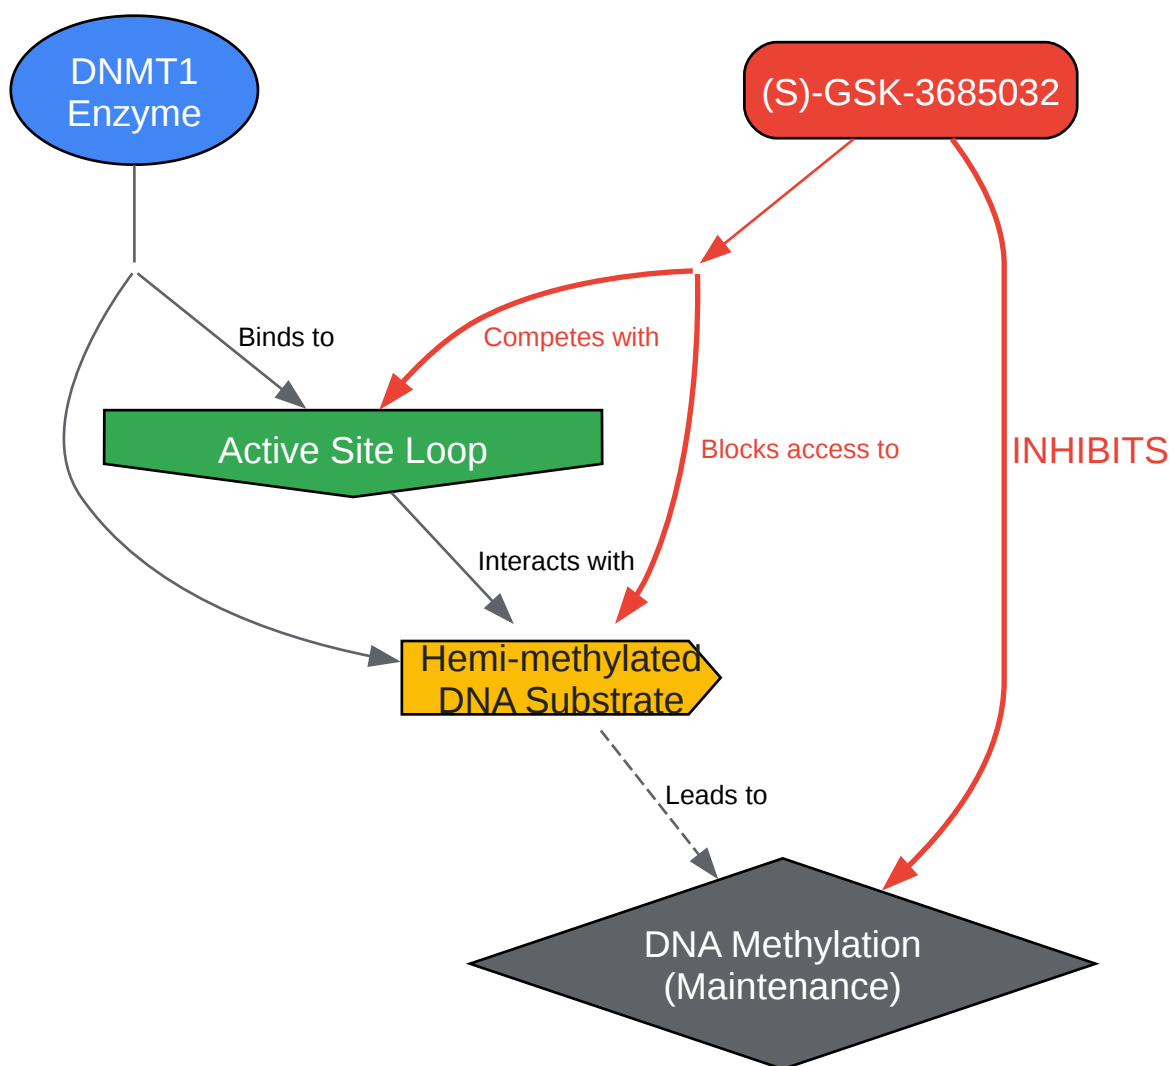 DNMT1
Enzyme
(S)-GSK-3685032
Binds to
Competes with
Active Site Loop
Blocks access to
INHIBITS
Interacts with
Hemi-methylated
DNA Substrate
Leads to
DNA Methylation
(Maintenance)